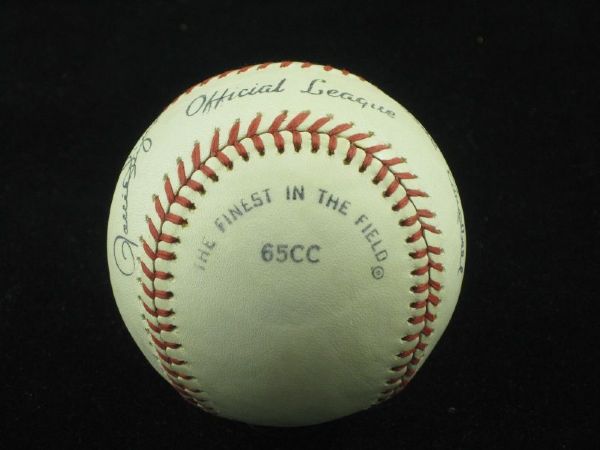 Official League
THE FINEST IN THE FIELD ®
65CC